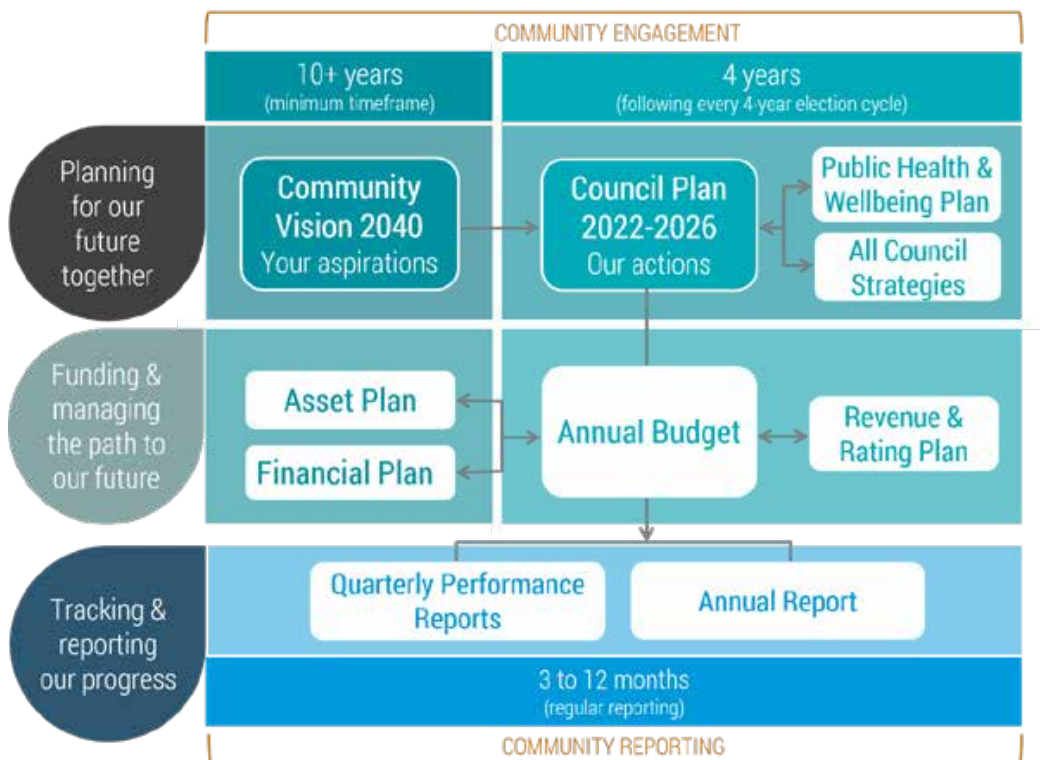 COMMUNITY ENGAGEMENT
10+ years
(minimum timeframe)
4 years
(following every 4-year election cycle)
Planning
for our
future
together
Community
Vision 2040
Your aspirations
Council Plan
2022-2026
Our actions
Public Health &
Wellbeing Plan
All Council
Strategies
Funding &
managing
the path to
our future
Asset Plan
Financial Plan
Annual Budget
Revenue &
Rating Plan
Tracking &
reporting
our progress
Quarterly Performance
Reports
Annual Report
3 to 12 months
(regular reporting)
COMMUNITY REPORTING